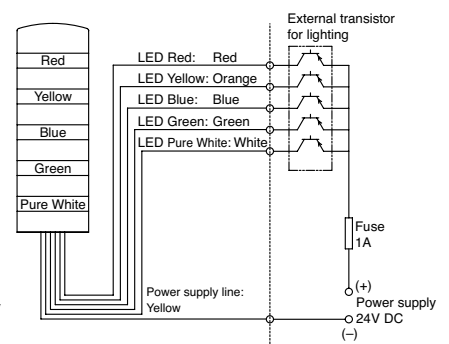 External transistor
for lighting
Red
Yellow
Blue
Green
Pure White
LED Red: Red
LED Yellow: Orange
LED Blue: Blue
LED Green: Green
LED Pure White: White
Fuse
1A
(+)
Power supply
24V DC
(–)
Power supply line:
Yellow